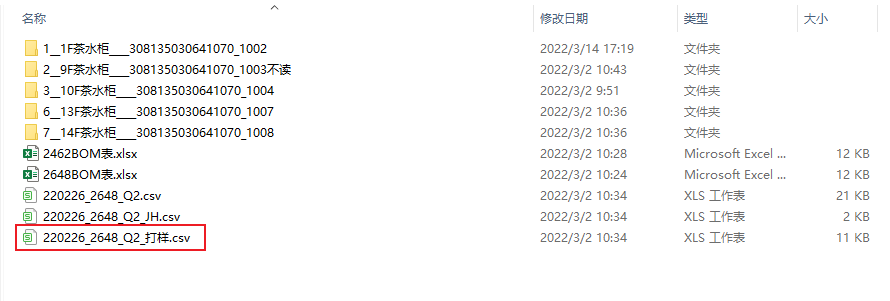 名称 修改日期 类型 大小
1__1F茶水柜___308135030641070_1002 2022/3/14 17:19 文件夹
2__9F茶水柜___308135030641070_1003不读 2022/3/2 10:43 文件夹
3__10F茶水柜___308135030641070_1004 2022/3/2 9:51 文件夹
6__13F茶水柜___308135030641070_1007 2022/3/2 10:36 文件夹
7__14F茶水柜___308135030641070_1008 2022/3/2 10:36 文件夹
2462BOM表.xlsx 2022/3/2 10:28 Microsoft Excel ... 12 KB
2648BOM表.xlsx 2022/3/2 10:34 Microsoft Excel ... 12 KB
220226_2648_Q2.csv 2022/3/2 10:34 XLS 工作表 21 KB
220226_2648_Q2_JH.csv 2022/3/2 10:34 XLS 工作表 2 KB
220226_2648_Q2_打样.csv 2022/3/2 10:34 XLS 工作表 11 KB